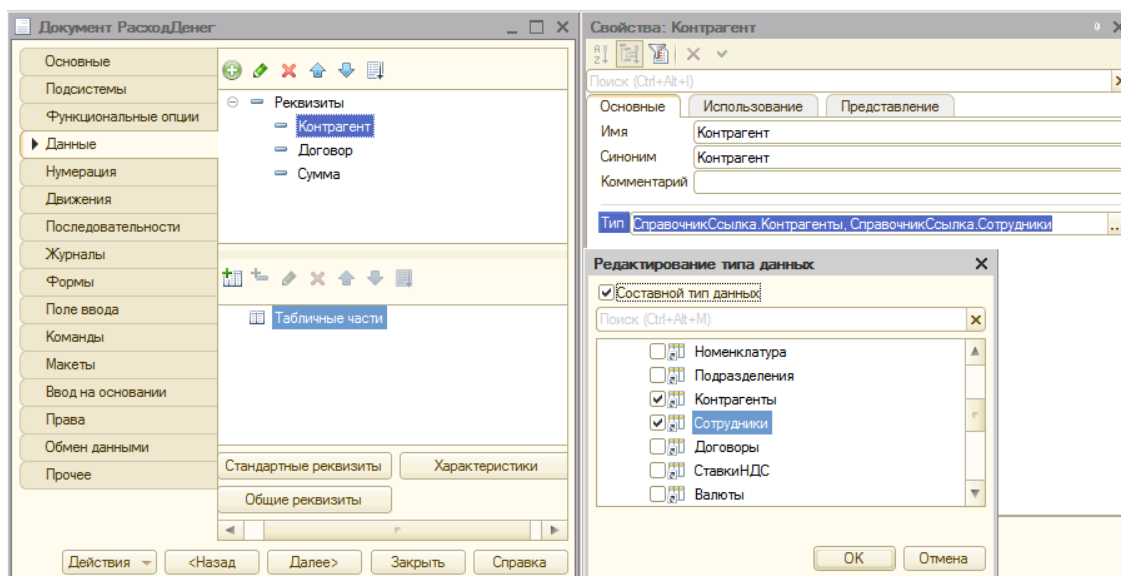 Документ РасходДенег
Основные
Подсистемы
Функциональные опции
Данные
Нумерация
Движения
Последовательности
Журналы
Формы
Поле ввода
Команды
Макеты
Ввод на основании
Права
Обмен данными
Прочее
Реквизиты
Контрагент
Договор
Сумма
Табличные части
Стандартные реквизиты
Характеристики
Общие реквизиты
Действия
<Назад
Далее>
Закрыть
Справка
Свойства: Контрагент
Поиск (Ctrl+Alt+I)
Основные
Использование
Представление
Имя
Контрагент
Синоним
Контрагент
Комментарий
Тип
СправочникСсылка.Контрагенты, СправочникСсылка.Сотрудники
...
Редактирование типа данных
Составной тип данных
Поиск (Ctrl+Alt+M)
Номенклатура
Подразделения
Контрагенты
Сотрудники
Договоры
СтавкиНДС
Валюты
OK
Отмена